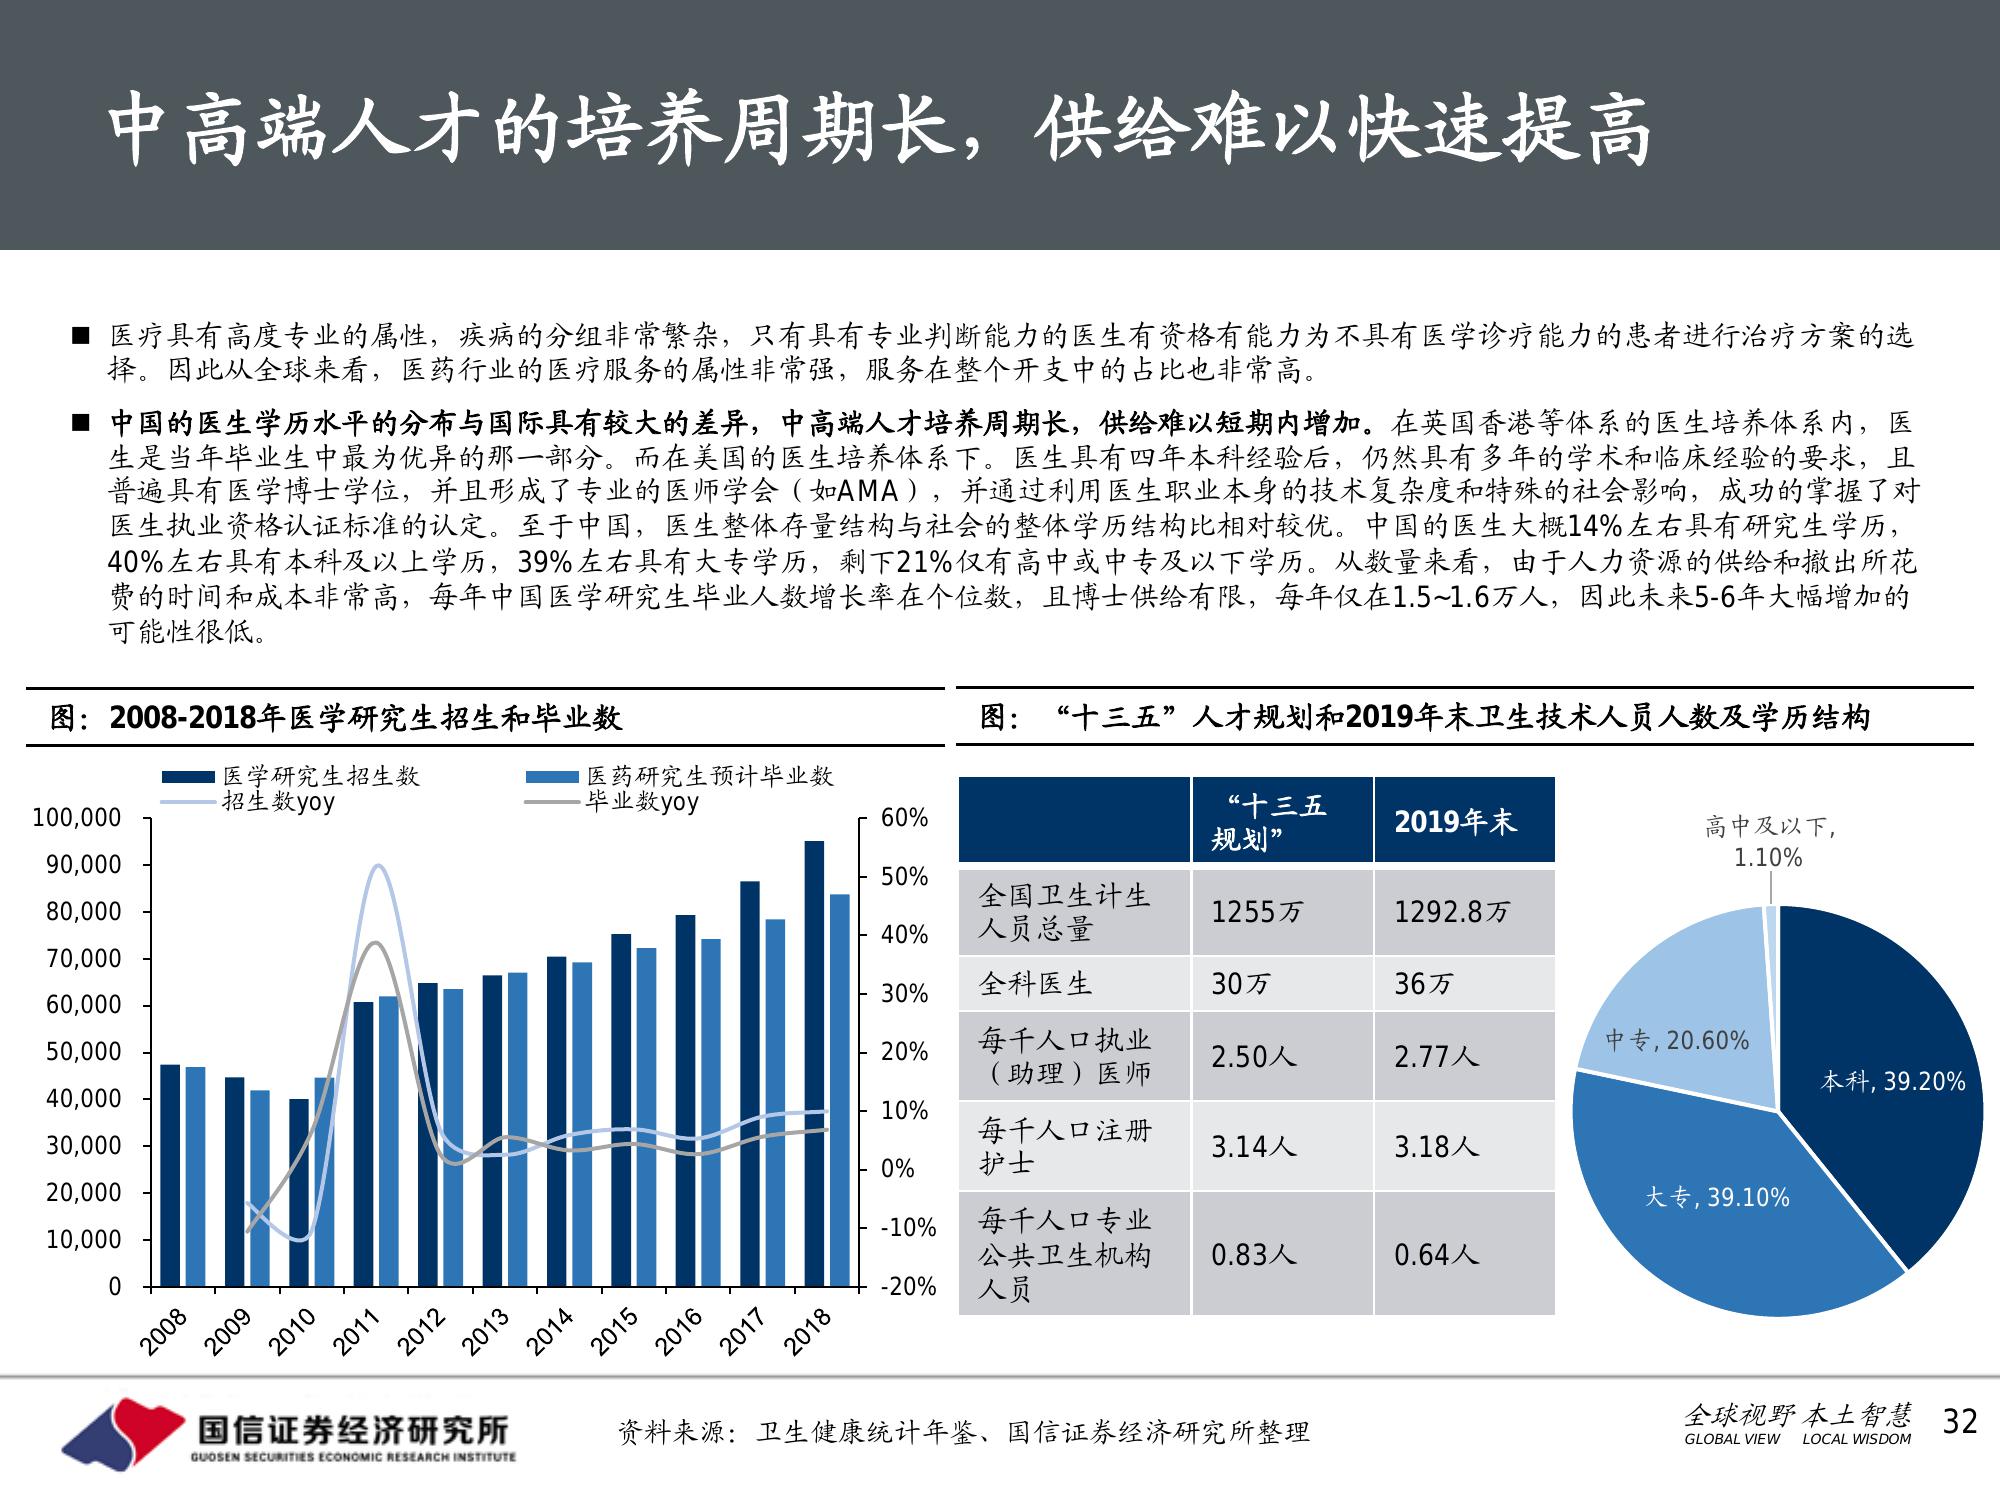 中高端人才的培养周期长，供给难以快速提高
■ 医疗具有高度专业的属性，疾病的分组非常繁杂，只有具有专业判断能力的医生有资格有能力为不具有医学诊疗能力的患者进行治疗方案的选
择。因此从全球来看，医药行业的医疗服务的属性非常强，服务在整个开支中的占比也非常高。
■ 中国的医生学历水平的分布与国际具有较大的差异，中高端人才培养周期长，供给难以短期内增加。在英国香港等体系的医生培养体系内，医
生是当年毕业生中最为优异的那一部分。而在美国的医生培养体系下。医生具有四年本科经验后，仍然具有多年的学术和临床经验的要求，且
普遍具有医学博士学位，并且形成了专业的医师学会（如AMA），并通过利用医生职业本身的技术复杂度和特殊的社会影响，成功的掌握了对
医生执业资格认证标准的认定。至于中国，医生整体存量结构与社会的整体学历结构比相对较优。中国的医生大概14%左右具有研究生学历，
40%左右具有本科及以上学历，39%左右具有大专学历，剩下21%仅有高中或中专及以下学历。从数量来看，由于人力资源的供给和撤出所花
费的时间和成本非常高，每年中国医学研究生毕业人数增长率在个位数，且博士供给有限，每年仅在1.5~1.6万人，因此未来5-6年大幅增加的
可能性很低。
图：2008-2018年医学研究生招生和毕业数
医学研究生招生数 医药研究生预计毕业数
招生数yoy 毕业数yoy
100,000
90,000
80,000
70,000
60,000
50,000
40,000
30,000
20,000
10,000
0
60%
50%
40%
30%
20%
10%
0%
-10%
-20%
2008 2009 2010 2011 2012 2013 2014 2015 2016 2017 2018
图：“十三五”人才规划和2019年末卫生技术人员人数及学历结构
“十三五
规划” 2019年末
全国卫生计生
人员总量 1255万 1292.8万
全科医生 30万 36万
每千人口执业
（助理）医师 2.50人 2.77人
每千人口注册
护士 3.14人 3.18人
每千人口专业
公共卫生机构
人员 0.83人 0.64人
高中及以下,
1.10%
中专, 20.60%
本科, 39.20%
大专, 39.10%
国信证券经济研究所
GUOSEN SECURITIES ECONOMIC RESEARCH INSTITUTE
资料来源：卫生健康统计年鉴、国信证券经济研究所整理
全球视野 本土智慧
GLOBAL VIEW LOCAL WISDOM
32